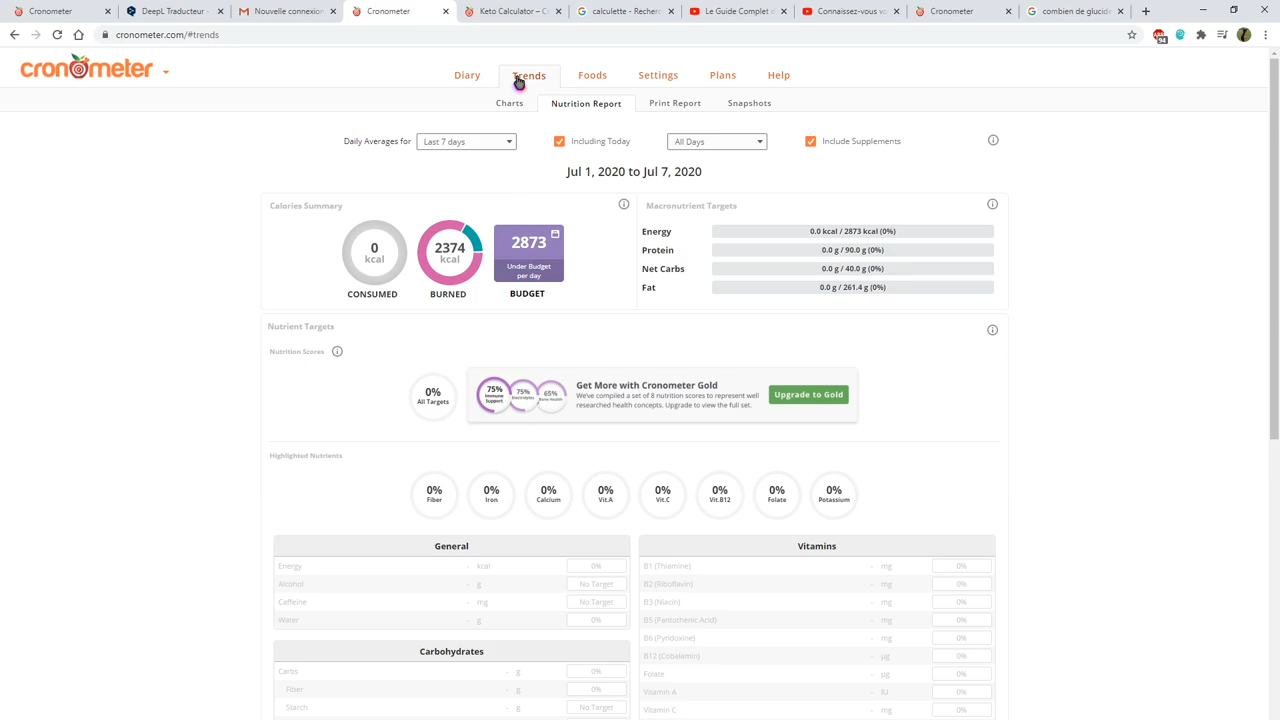 DeepL Traducteur -
Nouvelle connexion à
Cronometer
Keto Calculator – C
calculette - Recherc
Le Guide Complet d
Connaissez-vous v
Cronometer
combien de glucide
cronometer.com/#trends
94
cronometer
Diary Trends Foods Settings Plans Help
Charts Nutrition Report Print Report Snapshots
Daily Averages for Last 7 days Including Today All Days Include Supplements
Jul 1, 2020 to Jul 7, 2020
Calories Summary
0 kcal
CONSUMED
2374 kcal
BURNED
2873
Under Budget
per day
BUDGET
Macronutrient Targets
Energy 0.0 kcal / 2873 kcal (0%)
Protein 0.0 g / 90.0 g (0%)
Net Carbs 0.0 g / 40.0 g (0%)
Fat 0.0 g / 261.4 g (0%)
Nutrient Targets
Nutrition Scores
0%
All Targets
75%
Immune
Support
75%
Electrolytes
65%
Bone Health
Get More with Cronometer Gold
We've compiled a set of 8 nutrition scores to represent well
researched health concepts. Upgrade to view the full set.
Upgrade to Gold
Highlighted Nutrients
0% 0% 0% 0% 0% 0% 0% 0%
Fiber Iron Calcium Vit.A Vit.C Vit.B12 Folate Potassium
General
Energy - kcal 0%
Alcohol - g No Target
Caffeine - mg No Target
Water - g 0%
Carbohydrates
Carbs - g 0%
Fiber - g 0%
Starch - g No Target
Vitamins
B1 (Thiamine) - mg 0%
B2 (Riboflavin) - mg 0%
B3 (Niacin) - mg 0%
B5 (Pantothenic Acid) - mg 0%
B6 (Pyridoxine) - mg 0%
B12 (Cobalamin) - µg 0%
Folate - µg 0%
Vitamin A - IU 0%
Vitamin C - mg 0%